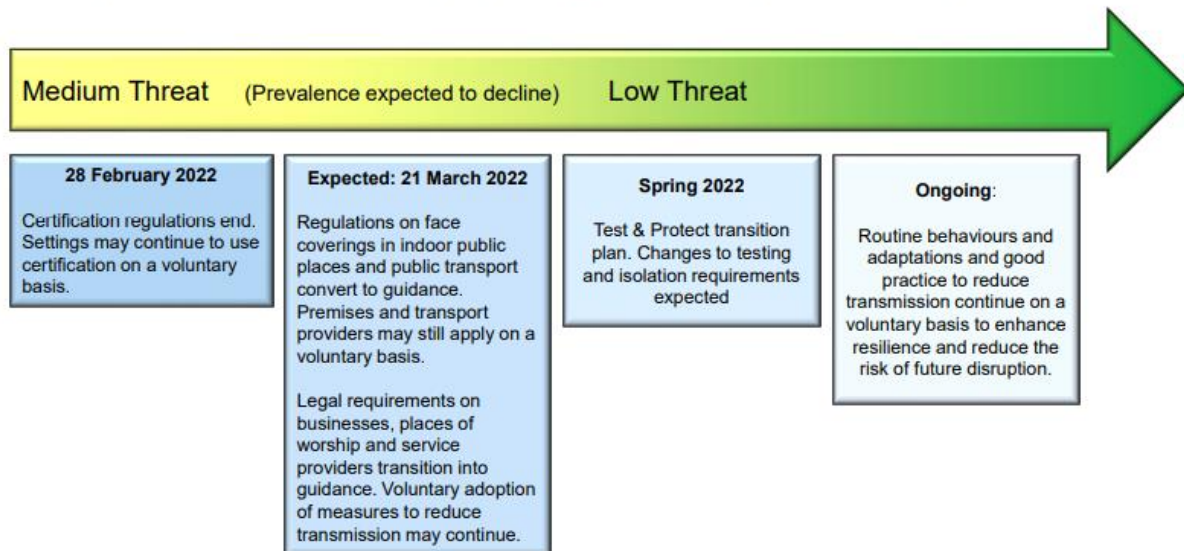 Medium Threat (Prevalence expected to decline) Low Threat
28 February 2022
Certification regulations end.
Settings may continue to use
certification on a voluntary
basis.
Expected: 21 March 2022
Regulations on face
coverings in indoor public
places and public transport
convert to guidance.
Premises and transport
providers may still apply on a
voluntary basis.
Legal requirements on
businesses, places of
worship and service
providers transition into
guidance. Voluntary adoption
of measures to reduce
transmission may continue.
Spring 2022
Test & Protect transition
plan. Changes to testing
and isolation requirements
expected
Ongoing:
Routine behaviours and
adaptations and good
practice to reduce
transmission continue on a
voluntary basis to enhance
resilience and reduce the
risk of future disruption.